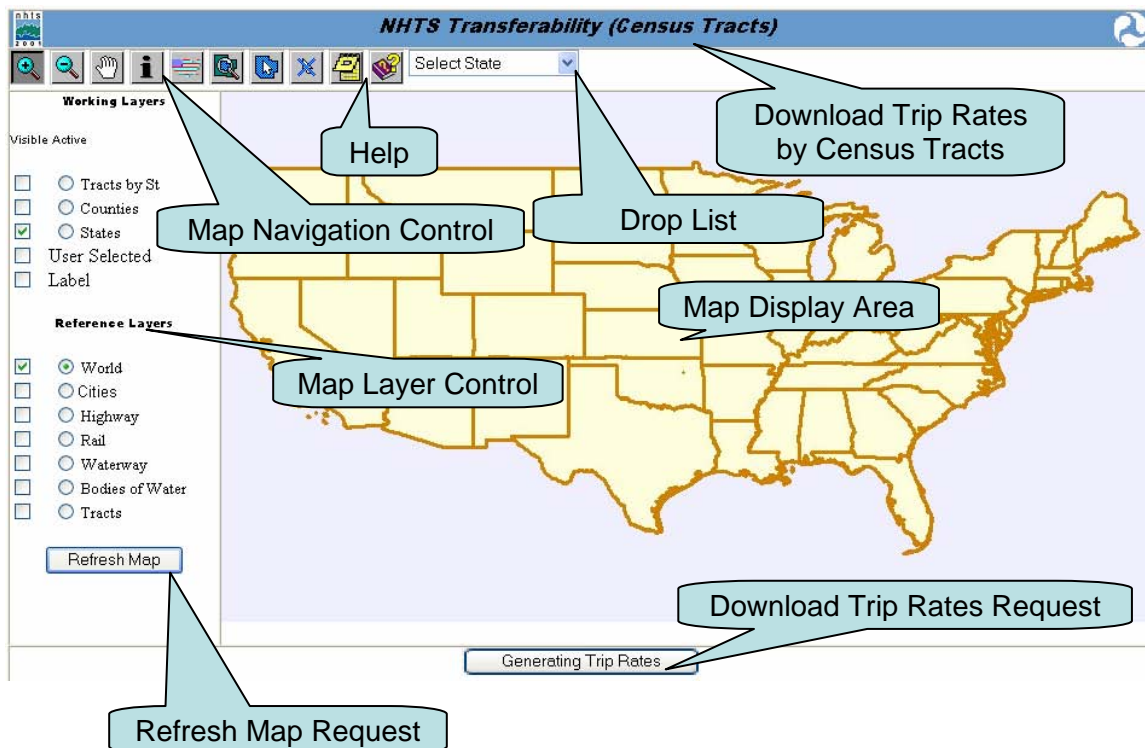 nhts
2001
NHTS Transferability (Census Tracts)
Select State
Working Layers
Visible Active
Tracts by St
Counties
States
User Selected
Label
Reference Layers
World
Cities
Highway
Rail
Waterway
Bodies of Water
Tracts
Refresh Map
Generating Trip Rates
Download Trip Rates
by Census Tracts
Help
Map Navigation Control
Drop List
Map Display Area
Map Layer Control
Download Trip Rates Request
Refresh Map Request